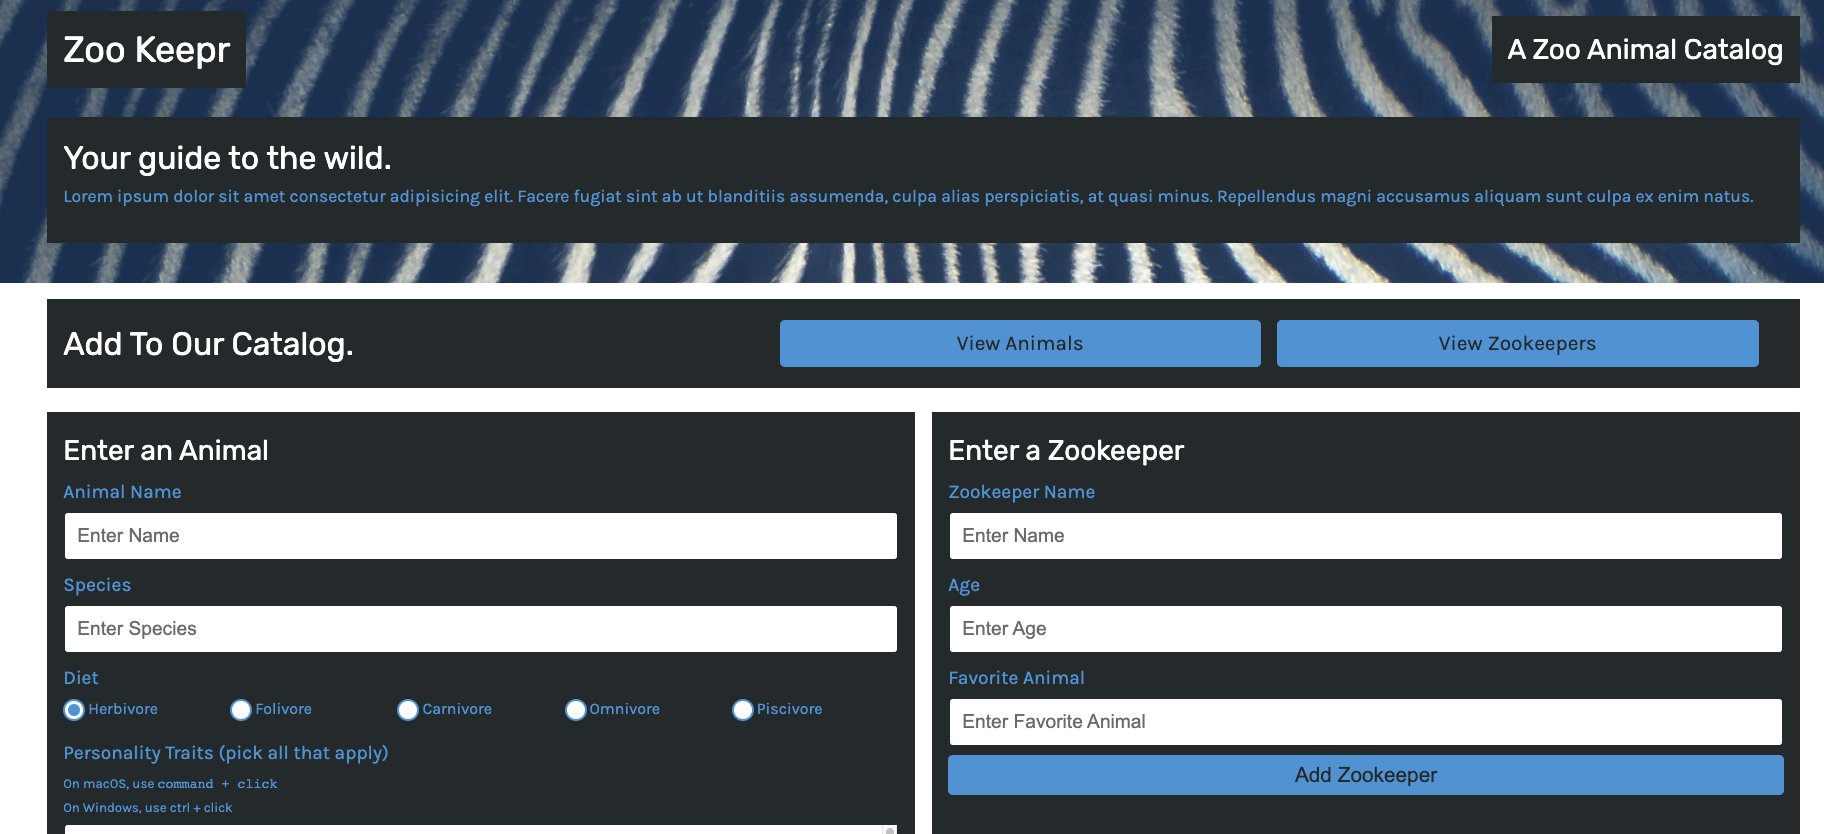 Zoo Keepr
A Zoo Animal Catalog
Your guide to the wild.
Lorem ipsum dolor sit amet consectetur adipisicing elit. Facere fugiat sint ab ut blanditiis assumenda, culpa alias perspiciatis, at quasi minus. Repellendus magni accusamus aliquam sunt culpa ex enim natus.
Add To Our Catalog.
View Animals
View Zookeepers
Enter an Animal
Animal Name
Enter Name
Species
Enter Species
Diet
Herbivore Folivore Carnivore Omnivore Piscivore
Personality Traits (pick all that apply)
On macOS, use command + click
On Windows, use ctrl + click
Enter a Zookeeper
Zookeeper Name
Enter Name
Age
Enter Age
Favorite Animal
Enter Favorite Animal
Add Zookeeper